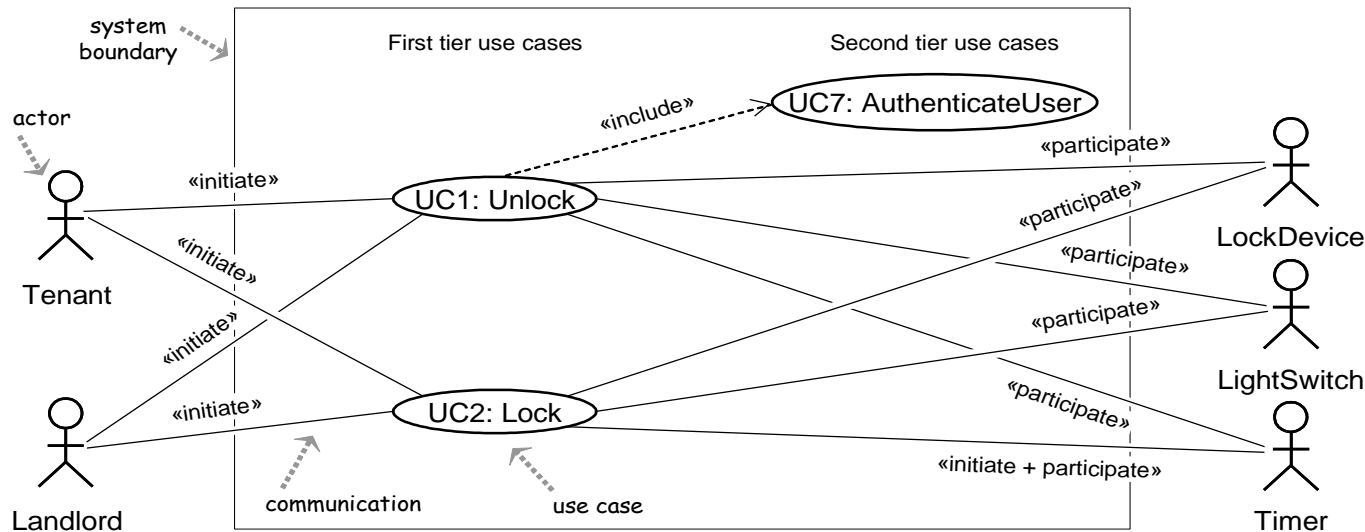 system
boundary
First tier use cases
Second tier use cases
UC7: AuthenticateUser
«include»
actor
«participate»
«initiate»
UC1: Unlock
«participate»
LockDevice
«initiate»
«participate»
Tenant
«participate»
«initiate»
LightSwitch
«initiate»
UC2: Lock
«participate»
«initiate + participate»
communication
use case
Landlord
Timer